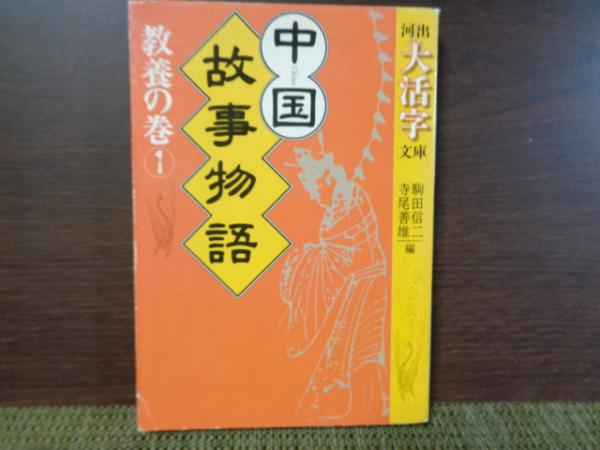 河出
大活字
文庫
駒田信二
寺尾善雄
編
中国
故事物語
教養の巻①